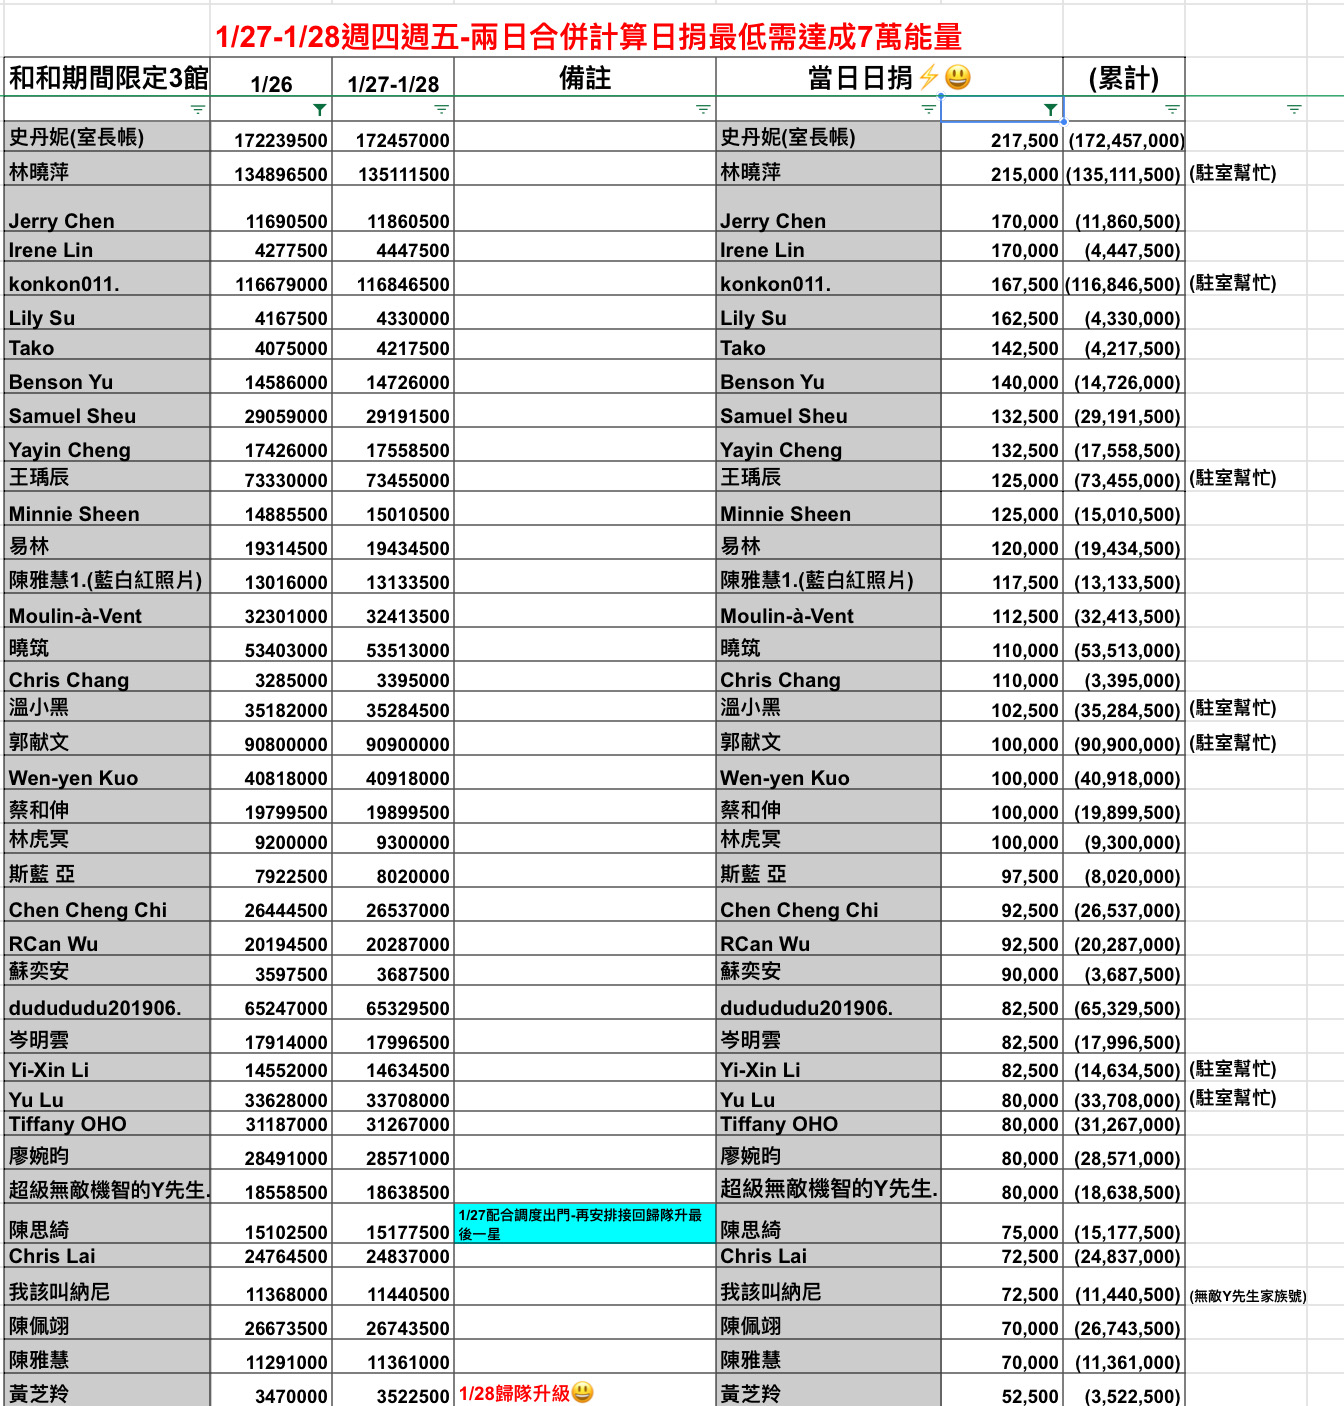 1/27-1/28週四週五-兩日合併計算日捐最低需達成7萬能量
和和期間限定3館 1/26 1/27-1/28 備註 當日日捐⚡😃 (累計)
史丹妮(室長帳) 172239500 172457000 史丹妮(室長帳) 217,500 (172,457,000)
林曉萍 134896500 135111500 林曉萍 215,000 (135,111,500) (駐室幫忙)
Jerry Chen 11690500 11860500 Jerry Chen 170,000 (11,860,500)
Irene Lin 4277500 4447500 Irene Lin 170,000 (4,447,500)
konkon011. 116679000 116846500 konkon011. 167,500 (116,846,500) (駐室幫忙)
Lily Su 4167500 4330000 Lily Su 162,500 (4,330,000)
Tako 4075000 4217500 Tako 142,500 (4,217,500)
Benson Yu 14586000 14726000 Benson Yu 140,000 (14,726,000)
Samuel Sheu 29059000 29191500 Samuel Sheu 132,500 (29,191,500)
Yayin Cheng 17426000 17558500 Yayin Cheng 132,500 (17,558,500)
王瑀辰 73330000 73455000 王瑀辰 125,000 (73,455,000) (駐室幫忙)
Minnie Sheen 14885500 15010500 Minnie Sheen 125,000 (15,010,500)
易林 19314500 19434500 易林 120,000 (19,434,500)
陳雅慧1.(藍白紅照片) 13016000 13133500 陳雅慧1.(藍白紅照片) 117,500 (13,133,500)
Moulin-à-Vent 32301000 32413500 Moulin-à-Vent 112,500 (32,413,500)
曉筑 53403000 53513000 曉筑 110,000 (53,513,000)
Chris Chang 3285000 3395000 Chris Chang 110,000 (3,395,000)
溫小黑 35182000 35284500 溫小黑 102,500 (35,284,500) (駐室幫忙)
郭献文 90800000 90900000 郭献文 100,000 (90,900,000) (駐室幫忙)
Wen-yen Kuo 40818000 40918000 Wen-yen Kuo 100,000 (40,918,000)
蔡和伸 19799500 19899500 蔡和伸 100,000 (19,899,500)
林虎冥 9200000 9300000 林虎冥 100,000 (9,300,000)
斯藍 亞 7922500 8020000 斯藍 亞 97,500 (8,020,000)
Chen Cheng Chi 26444500 26537000 Chen Cheng Chi 92,500 (26,537,000)
RCan Wu 20194500 20287000 RCan Wu 92,500 (20,287,000)
蘇奕安 3597500 3687500 蘇奕安 90,000 (3,687,500)
dudududu201906. 65247000 65329500 dudududu201906. 82,500 (65,329,500)
岑明雲 17914000 17996500 岑明雲 82,500 (17,996,500)
Yi-Xin Li 14552000 14634500 Yi-Xin Li 82,500 (14,634,500) (駐室幫忙)
Yu Lu 33628000 33708000 Yu Lu 80,000 (33,708,000) (駐室幫忙)
Tiffany OHO 31187000 31267000 Tiffany OHO 80,000 (31,267,000)
廖婉昀 28491000 28571000 廖婉昀 80,000 (28,571,000)
超級無敵機智的Y先生. 18558500 18638500 超級無敵機智的Y先生. 80,000 (18,638,500)
陳思綺 15102500 15177500 1/27配合調度出門-再安排接回歸隊升最
後一星 陳思綺 75,000 (15,177,500)
Chris Lai 24764500 24837000 Chris Lai 72,500 (24,837,000)
我該叫納尼 11368000 11440500 我該叫納尼 72,500 (11,440,500) (無敵Y先生家族號)
陳佩翊 26673500 26743500 陳佩翊 70,000 (26,743,500)
陳雅慧 11291000 11361000 陳雅慧 70,000 (11,361,000)
黃芝羚 3470000 3522500 1/28歸隊升級😃 黃芝羚 52,500 (3,522,500)